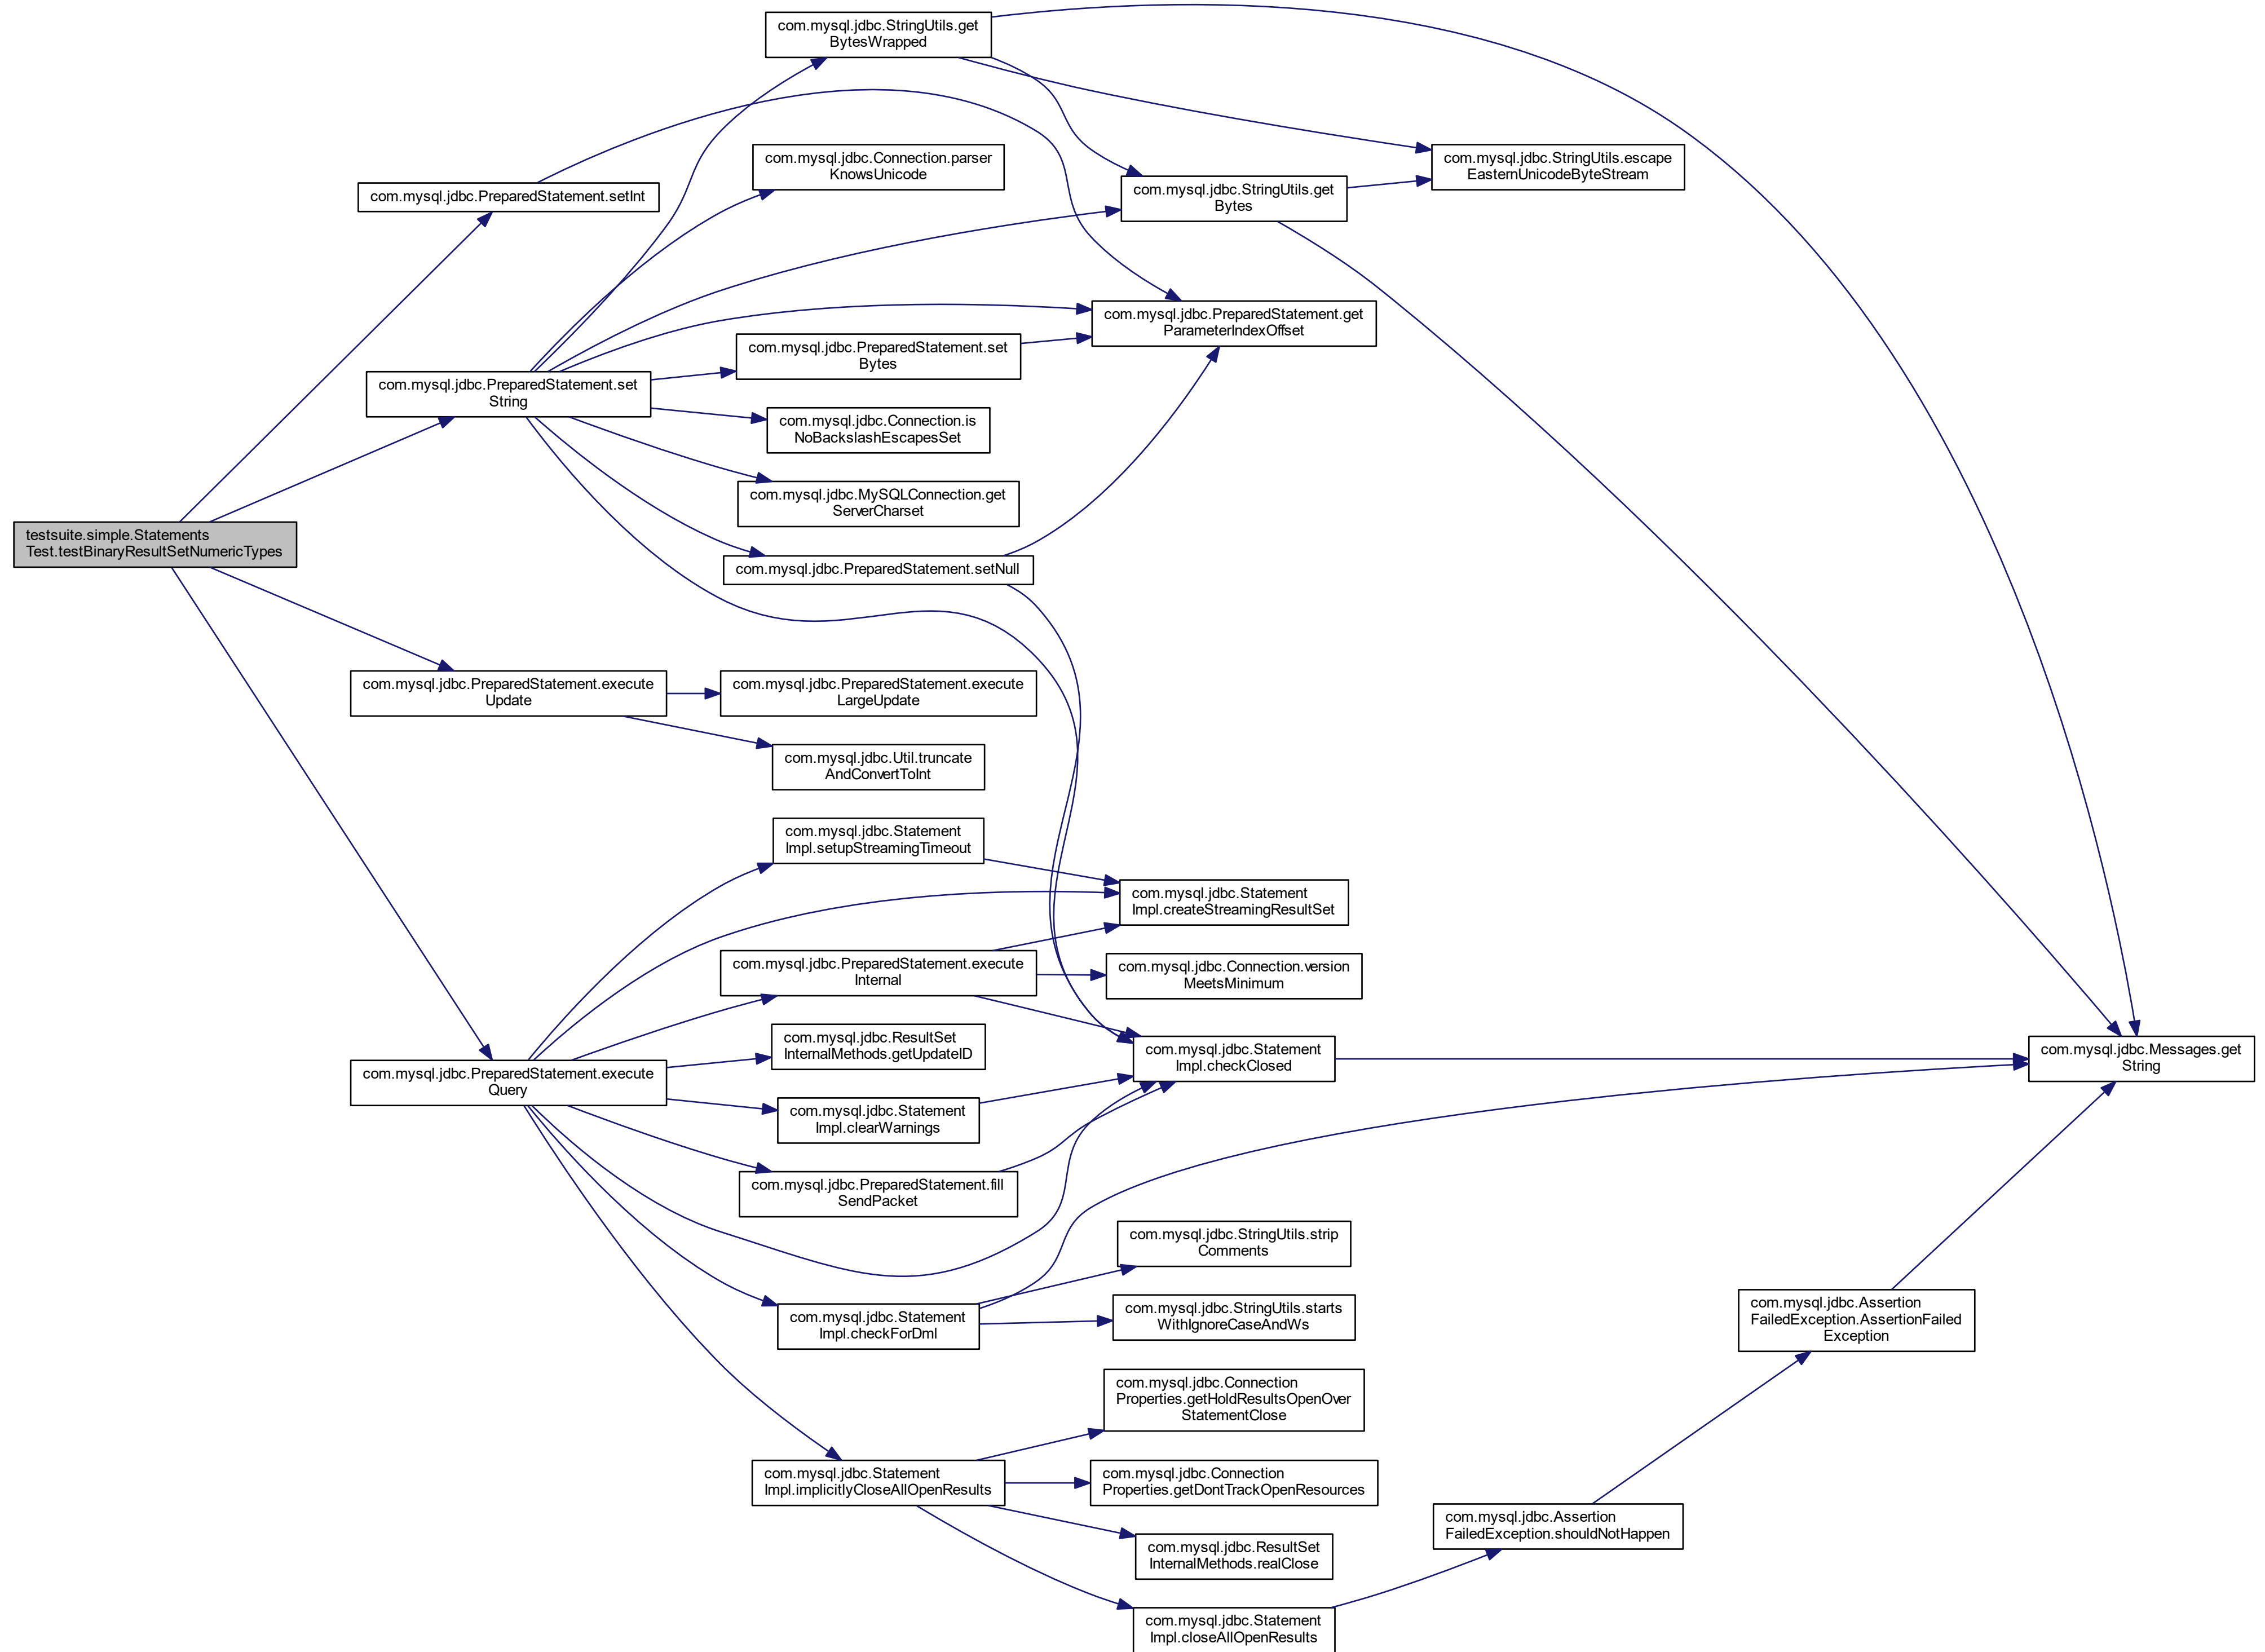 com.mysql.jdbc.StringUtils.get
BytesWrapped
com.mysql.jdbc.Connection.parser
KnowsUnicode
com.mysql.jdbc.StringUtils.escape
EasternUnicodeByteStream
com.mysql.jdbc.PreparedStatement.setInt
com.mysql.jdbc.StringUtils.get
Bytes
com.mysql.jdbc.PreparedStatement.get
ParameterIndexOffset
com.mysql.jdbc.PreparedStatement.set
Bytes
com.mysql.jdbc.PreparedStatement.set
String
com.mysql.jdbc.Connection.is
NoBackslashEscapesSet
com.mysql.jdbc.MySQLConnection.get
ServerCharset
testsuite.simple.Statements
Test.testBinaryResultSetNumericTypes
com.mysql.jdbc.PreparedStatement.setNull
com.mysql.jdbc.PreparedStatement.execute
Update
com.mysql.jdbc.PreparedStatement.execute
LargeUpdate
com.mysql.jdbc.Util.truncate
AndConvertToInt
com.mysql.jdbc.Statement
Impl.setupStreamingTimeout
com.mysql.jdbc.Statement
Impl.createStreamingResultSet
com.mysql.jdbc.PreparedStatement.execute
Internal
com.mysql.jdbc.Connection.version
MeetsMinimum
com.mysql.jdbc.ResultSet
InternalMethods.getUpdateID
com.mysql.jdbc.Statement
Impl.checkClosed
com.mysql.jdbc.Messages.get
String
com.mysql.jdbc.PreparedStatement.execute
Query
com.mysql.jdbc.Statement
Impl.clearWarnings
com.mysql.jdbc.PreparedStatement.fill
SendPacket
com.mysql.jdbc.StringUtils.strip
Comments
com.mysql.jdbc.Statement
Impl.checkForDml
com.mysql.jdbc.StringUtils.starts
WithIgnoreCaseAndWs
com.mysql.jdbc.Assertion
FailedException.AssertionFailed
Exception
com.mysql.jdbc.Connection
Properties.getHoldResultsOpenOver
StatementClose
com.mysql.jdbc.Statement
Impl.implicitlyCloseAllOpenResults
com.mysql.jdbc.Connection
Properties.getDontTrackOpenResources
com.mysql.jdbc.Assertion
FailedException.shouldNotHappen
com.mysql.jdbc.ResultSet
InternalMethods.realClose
com.mysql.jdbc.Statement
Impl.closeAllOpenResults